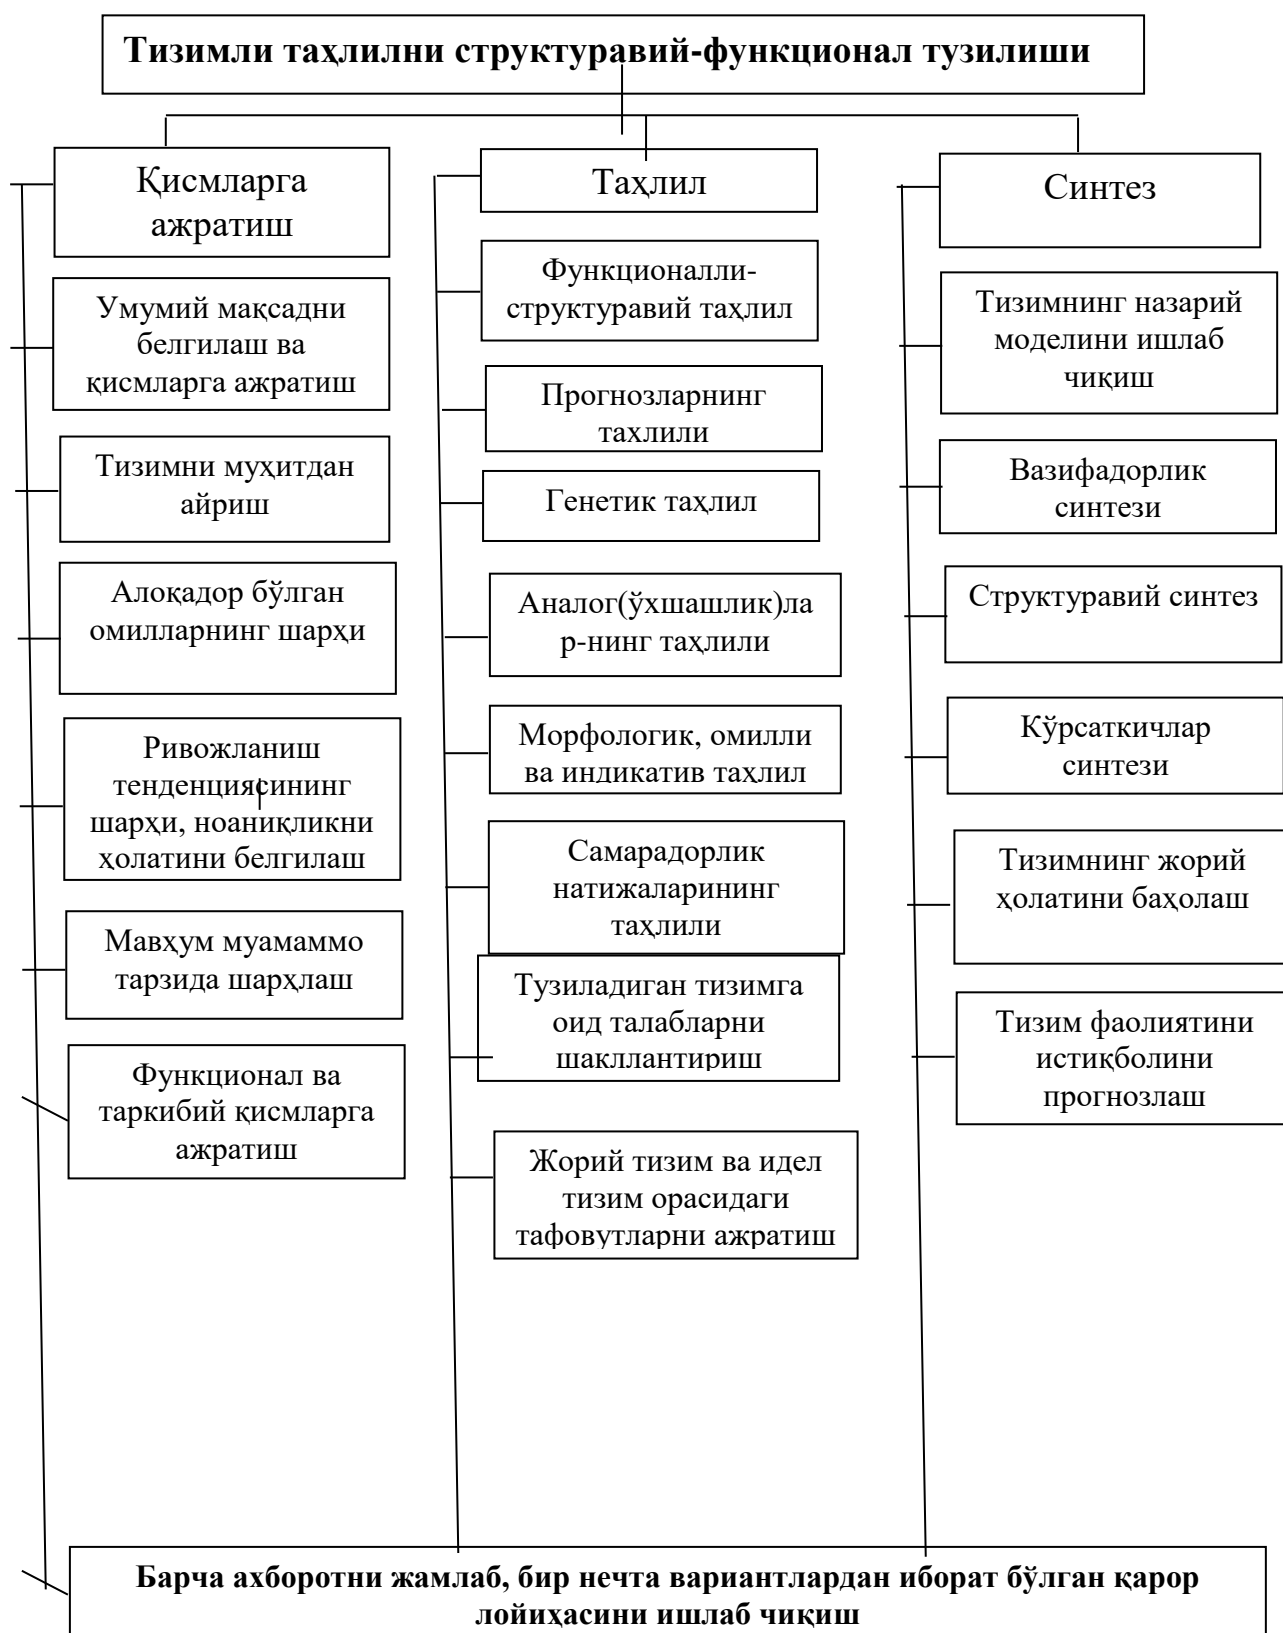 Тизимли таҳлилни структуравий-функционал тузилиши
Қисмларга
ажратиш
Умумий мақсадни
белгилаш ва
қисмларга ажратиш
Тизимни муҳитдан
айриш
Алоқадор бўлган
омилларнинг шарҳи
Ривожланиш
тенденциясининг
шарҳи, ноаниқликни
ҳолатини белгилаш
Мавҳум муамаммо
тарзида шарҳлаш
Функционал ва
таркибий қисмларга
ажратиш
Таҳлил
Функционалли-
структуравий таҳлил
Прогнозларнинг
тахлили
Генетик таҳлил
Аналог(ўхшашлик)ла
р-нинг таҳлили
Морфологик, омилли
ва индикатив таҳлил
Самарадорлик
натижаларининг
таҳлили
Тузиладиган тизимга
оид талабларни
шакллантириш
Жорий тизим ва идел
тизим орасидаги
тафовутларни ажратиш
Синтез
Тизимнинг назарий
моделини ишлаб
чиқиш
Вазифадорлик
синтези
Структуравий синтез
Кўрсаткичлар
синтези
Тизимнинг жорий
ҳолатини баҳолаш
Тизим фаолиятини
истиқболини
прогнозлаш
Барча ахборотни жамлаб, бир нечта вариантлардан иборат бўлган қарор
лойиҳасини ишлаб чиқиш